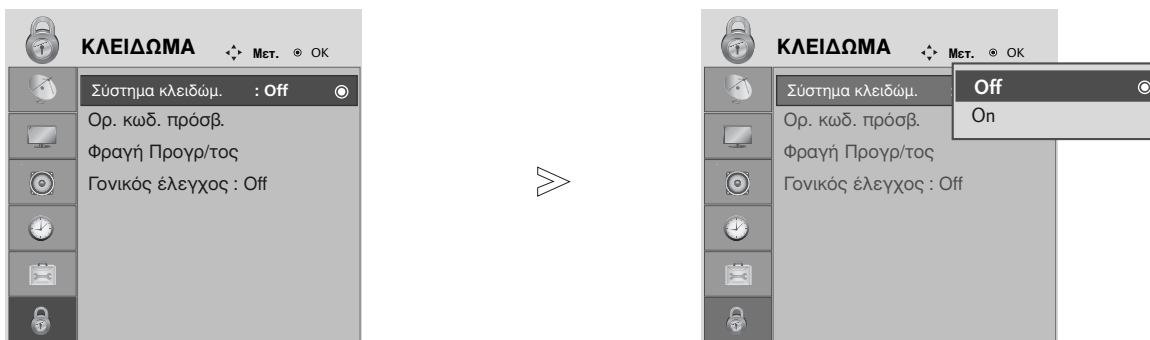 ΚΛΕΙΔΩΜΑ Μετ. OK
Σύστημα κλειδώμ. : Off
Ορ. κωδ. πρόσβ.
Φραγή Προγρ/τος
Γονικός έλεγχος : Off
ΚΛΕΙΔΩΜΑ Μετ. OK
Σύστημα κλειδώμ. :
Off
On
Ορ. κωδ. πρόσβ.
Φραγή Προγρ/τος
Γονικός έλεγχος : Off